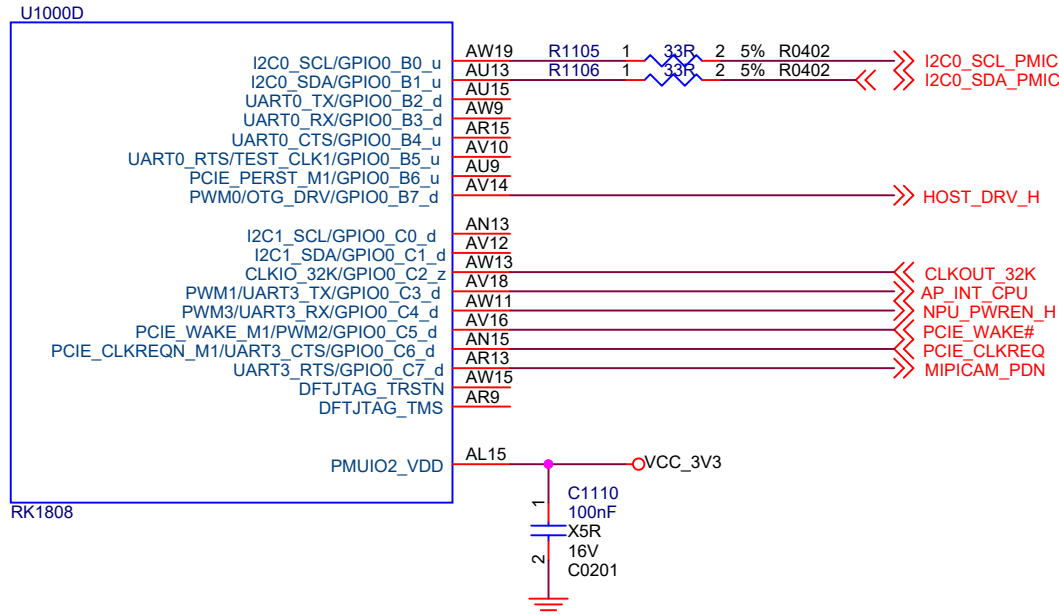 U1000D
I2C0_SCL/GPIO0_B0_u AW19 R1105 1 33R 2 5% R0402 I2C0_SCL_PMIC
I2C0_SDA/GPIO0_B1_u AU13 R1106 1 33R 2 5% R0402 I2C0_SDA_PMIC
UART0_TX/GPIO0_B2_d AU15
UART0_RX/GPIO0_B3_d AW9
UART0_CTS/GPIO0_B4_u AR15
UART0_RTS/TEST_CLK1/GPIO0_B5_u AV10
PCIE_PERST_M1/GPIO0_B6_u AU9
PWM0/OTG_DRV/GPIO0_B7_d AV14 HOST_DRV_H
I2C1_SCL/GPIO0_C0_d AN13
I2C1_SDA/GPIO0_C1_d AV12
CLKIO_32K/GPIO0_C2_z AW13 CLKOUT_32K
PWM1/UART3_TX/GPIO0_C3_d AV18 AP_INT_CPU
PWM3/UART3_RX/GPIO0_C4_d AW11 NPU_PWREN_H
PCIE_WAKE_M1/PWM2/GPIO0_C5_d AV16 PCIE_WAKE#
PCIE_CLKREQN_M1/UART3_CTS/GPIO0_C6_d AN15 PCIE_CLKREQ
UART3_RTS/GPIO0_C7_d AR13 MIPICAM_PDN
DFTJTAG_TRSTN AW15
DFTJTAG_TMS AR9
PMUIO2_VDD AL15 VCC_3V3
RK1808
1 C1110
100nF
X5R
2 16V
C0201